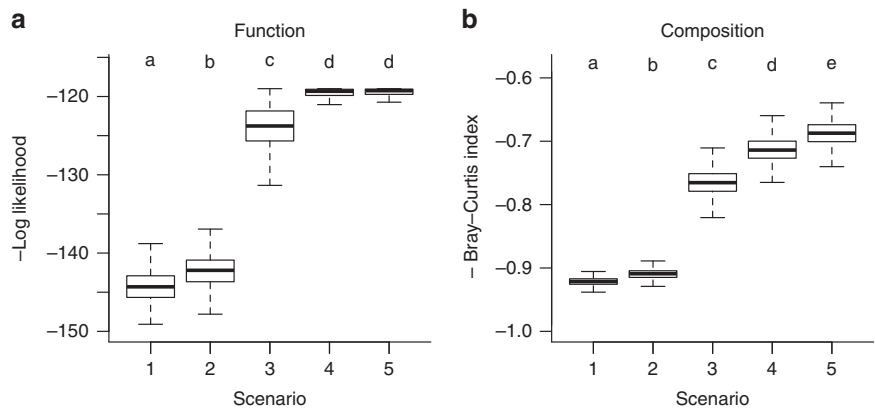 a
Function
a b c d d
−120
−130
−140
−150
−Log likelihood
1 2 3 4 5
Scenario
b
Composition
a b c d e
−0.6
−0.7
−0.8
−0.9
−1.0
− Bray–Curtis index
1 2 3 4 5
Scenario